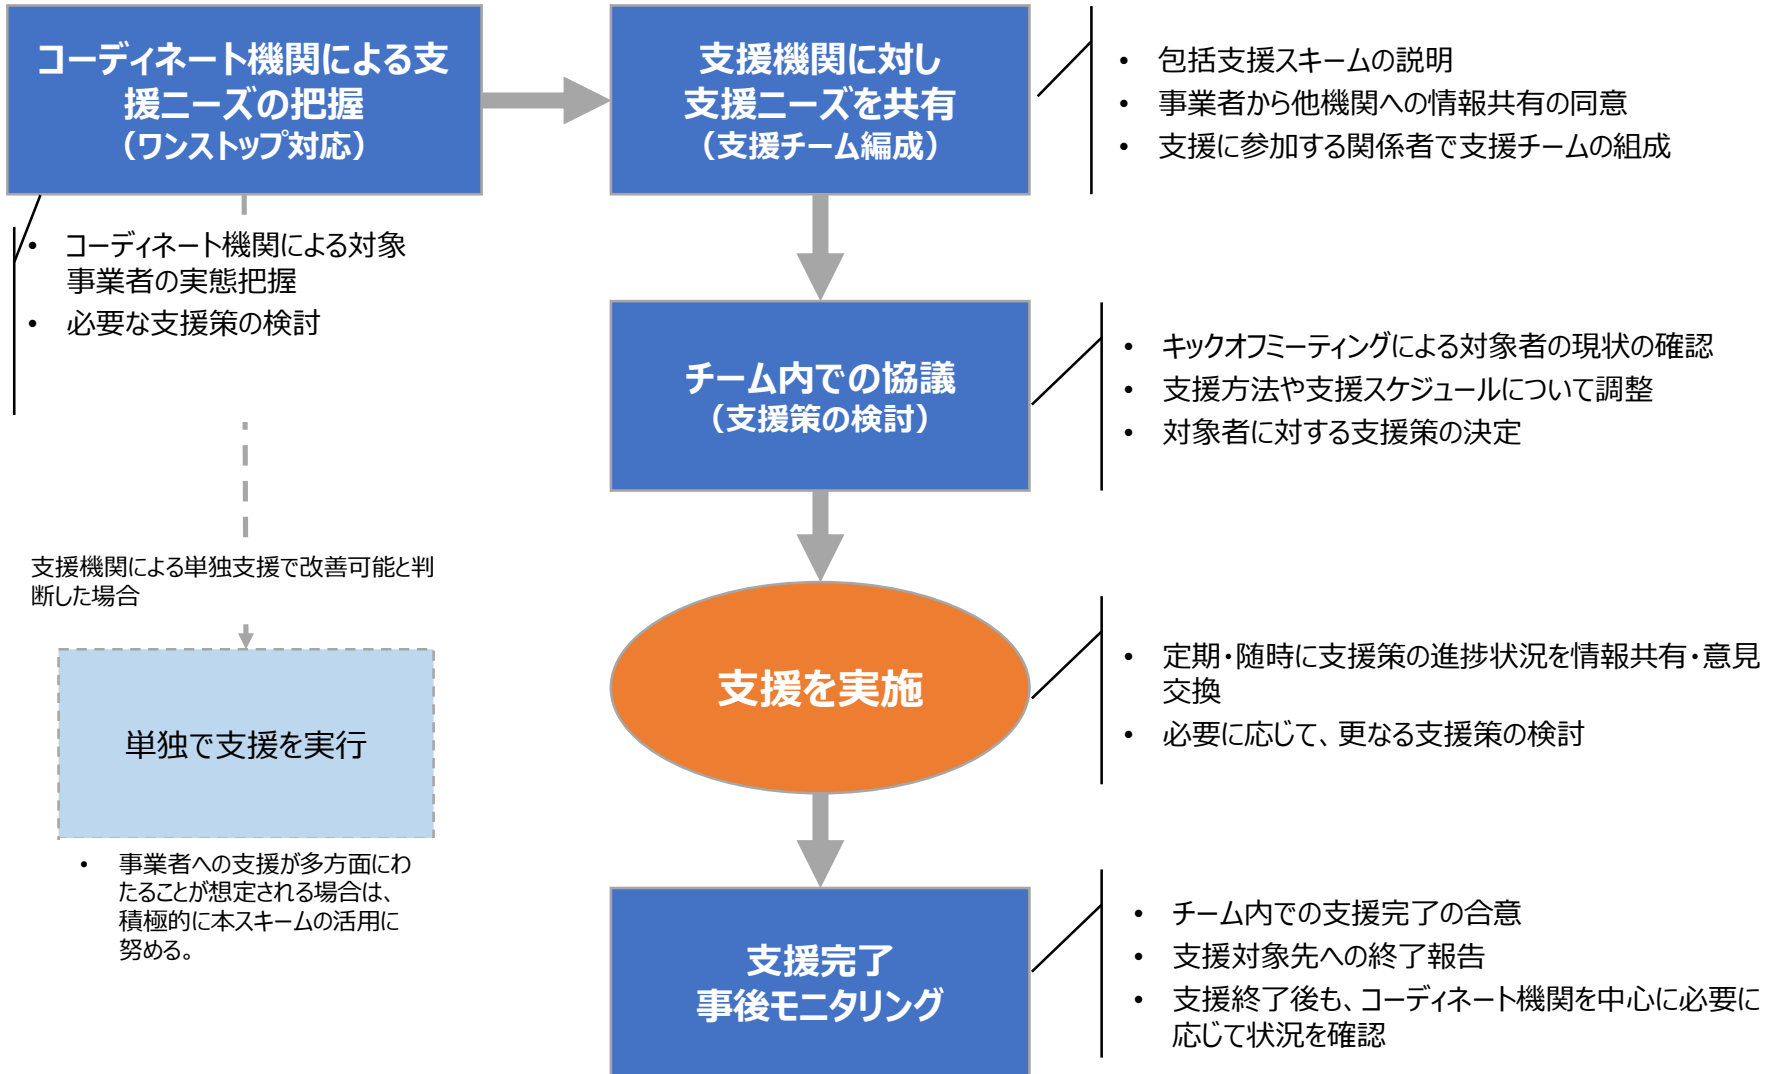 コーディネート機関による支
援ニーズの把握
（ワンストップ対応）
• コーディネート機関による対象
事業者の実態把握
• 必要な支援策の検討
支援機関による単独支援で改善可能と判
断した場合
単独で支援を実行
• 事業者への支援が多方面にわ
たることが想定される場合は、
積極的に本スキームの活用に
努める。
支援機関に対し
支援ニーズを共有
（支援チーム編成）
• 包括支援スキームの説明
• 事業者から他機関への情報共有の同意
• 支援に参加する関係者で支援チームの組成
チーム内での協議
（支援策の検討）
• キックオフミーティングによる対象者の現状の確認
• 支援方法や支援スケジュールについて調整
• 対象者に対する支援策の決定
支援を実施
• 定期・随時に支援策の進捗状況を情報共有・意見
交換
• 必要に応じて、更なる支援策の検討
支援完了
事後モニタリング
• チーム内での支援完了の合意
• 支援対象先への終了報告
• 支援終了後も、コーディネート機関を中心に必要に
応じて状況を確認